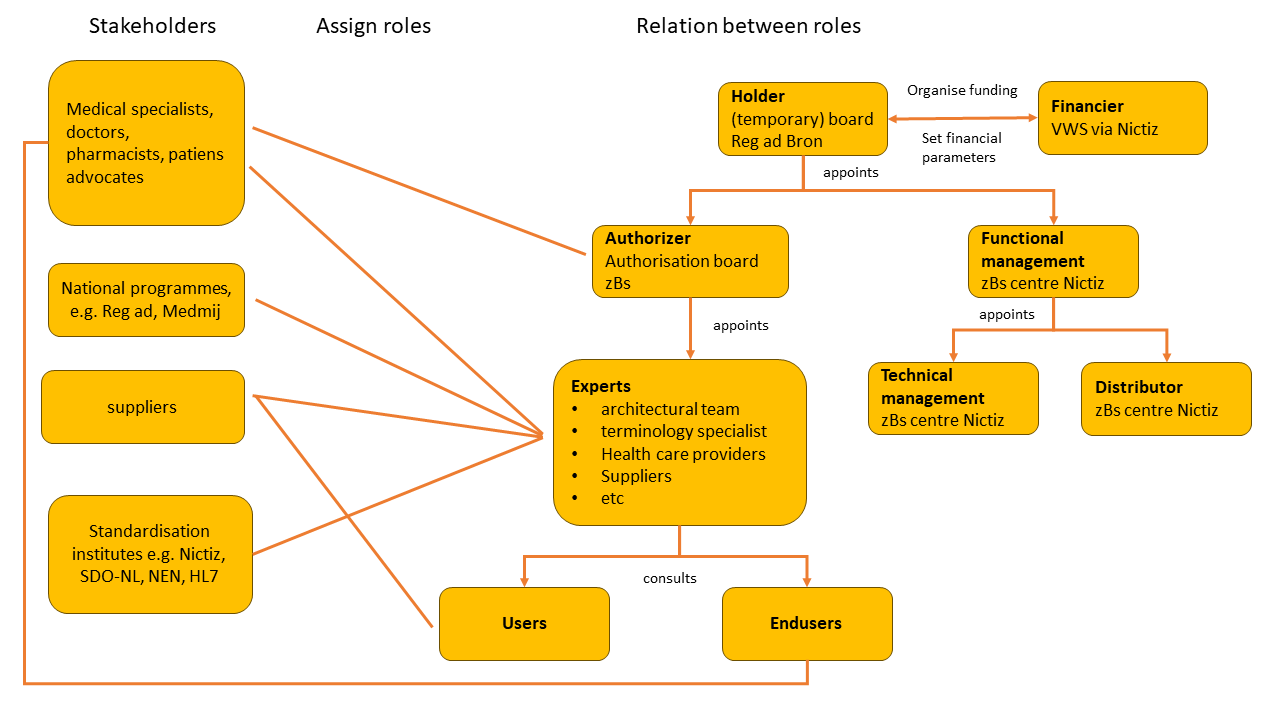 Stakeholders
Assign roles
Relation between roles
Medical specialists,
doctors,
pharmacists, patiens
advocates
National programmes,
e.g. Reg ad, Medmij
suppliers
Standardisation
institutes e.g. Nictiz,
SDO-NL, NEN, HL7
Holder
(temporary) board
Reg ad Bron
Organise funding
Set financial
parameters
Financier
VWS via Nictiz
appoints
Authorizer
Authorisation board
zBs
Functional
management
zBs centre Nictiz
appoints
appoints
Technical
management
zBs centre Nictiz
Distributor
zBs centre Nictiz
Experts
• architectural team
• terminology specialist
• Health care providers
• Suppliers
• etc
consults
Users
Endusers